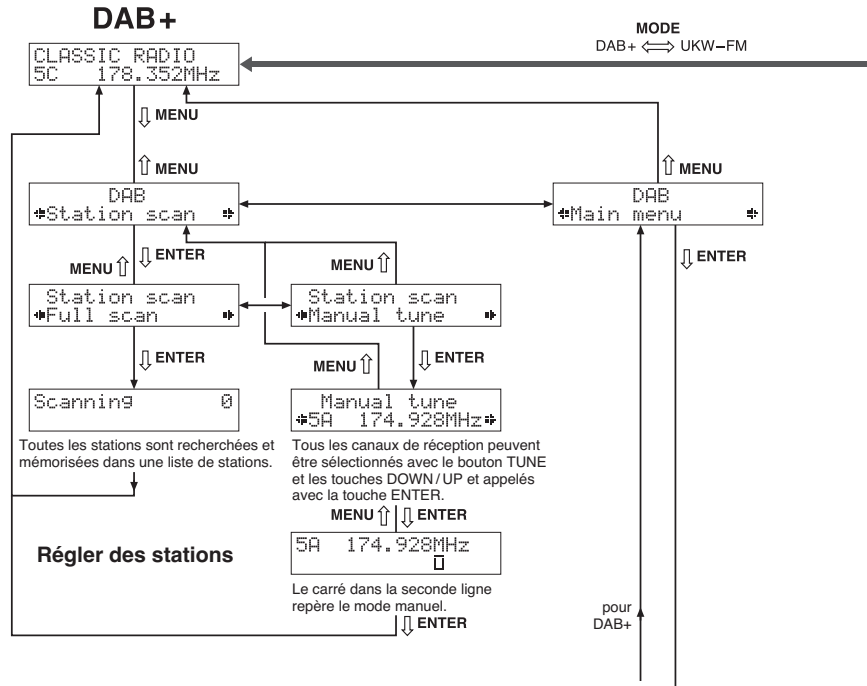 DAB+
MODE
DAB+ ⟺ UKW–FM
CLASSIC RADIO
5C 178.352MHz
⇩ MENU
⇧ MENU
⇧ MENU
DAB
Station scan
DAB
Main menu
MENU ⇧
⇩ ENTER
MENU ⇧
⇩ ENTER
Station scan
Full scan
Station scan
Manual tune
⇩ ENTER
MENU ⇧
⇩ ENTER
Scanning 0
Manual tune
5A 174.928MHz
Toutes les stations sont recherchées et
mémorisées dans une liste de stations.
Tous les canaux de réception peuvent
être sélectionnés avec le bouton TUNE
et les touches DOWN/UP et appelés
avec la touche ENTER.
MENU ⇧ ⇩ ENTER
Régler des stations
5A 174.928MHz
Le carré dans la seconde ligne
repère le mode manuel.
⇩ ENTER
pour
DAB+